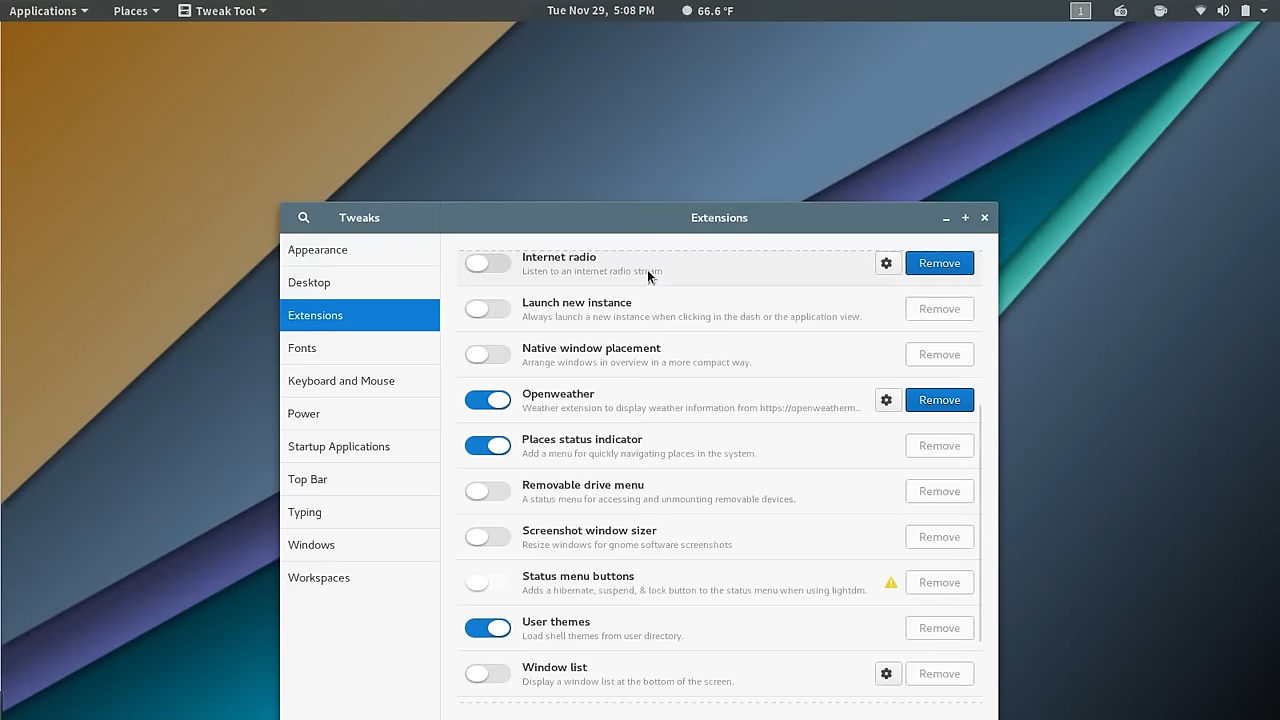 Applications Places Tweak Tool Tue Nov 29, 5:08 PM 66.6 °F 1
Tweaks
Extensions
Appearance
Desktop
Extensions
Fonts
Keyboard and Mouse
Power
Startup Applications
Top Bar
Typing
Windows
Workspaces
Internet radio
Listen to an internet radio stream
Remove
Launch new instance
Always launch a new instance when clicking in the dash or the application view.
Remove
Native window placement
Arrange windows in overview in a more compact way.
Remove
Openweather
Weather extension to display weather information from https://openweatherm...
Remove
Places status indicator
Add a menu for quickly navigating places in the system.
Remove
Removable drive menu
A status menu for accessing and unmounting removable devices.
Remove
Screenshot window sizer
Resize windows for gnome software screenshots
Remove
Status menu buttons
Adds a hibernate, suspend, & lock button to the status menu when using lightdm.
Remove
User themes
Load shell themes from user directory.
Remove
Window list
Display a window list at the bottom of the screen.
Remove